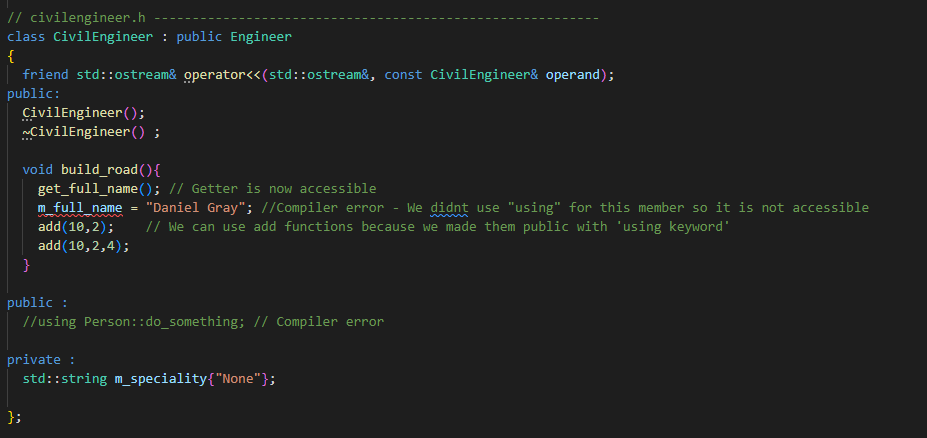 // civilengineer.h --------------------------------------------------------
class CivilEngineer : public Engineer
{
  friend std::ostream& operator<<(std::ostream&, const CivilEngineer& operand);
public:
  CivilEngineer();
  ~CivilEngineer() ;
  void build_road(){
    get_full_name(); // Getter is now accessible
    m_full_name = "Daniel Gray"; //Compiler error - We didnt use "using" for this member so it is not accessible
    add(10,2);    // We can use add functions because we made them public with 'using keyword'
    add(10,2,4);
  }
public :
  //using Person::do_something; // Compiler error
private :
  std::string m_speciality{"None"};
};